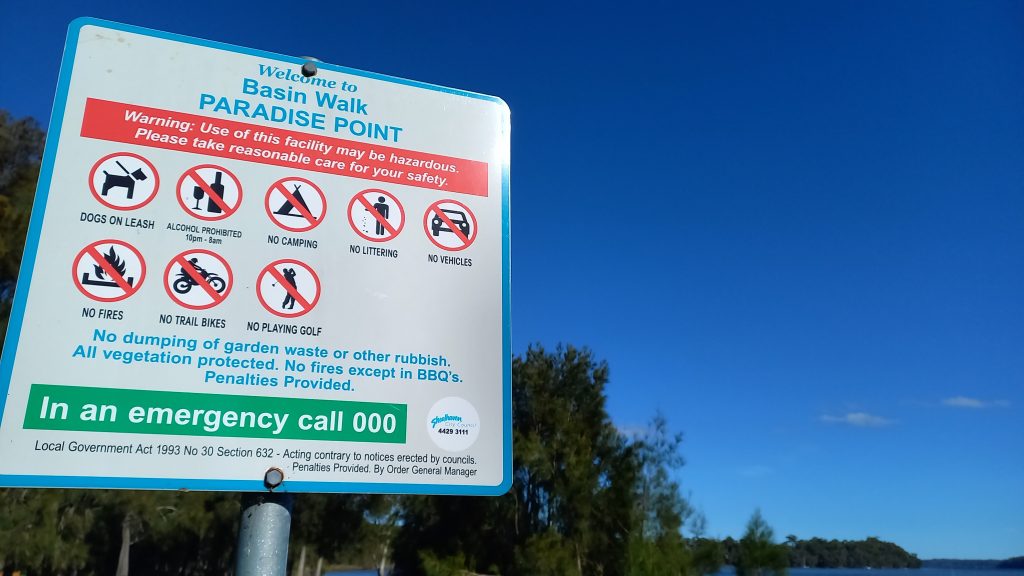 Welcome to
Basin Walk
PARADISE POINT
Warning: Use of this facility may be hazardous.
Please take reasonable care for your safety.
DOGS ON LEASH
ALCOHOL PROHIBITED
10pm - 8am
NO CAMPING
NO LITTERING
NO VEHICLES
NO FIRES
NO TRAIL BIKES
NO PLAYING GOLF
No dumping of garden waste or other rubbish.
All vegetation protected. No fires except in BBQ's.
Penalties Provided.
In an emergency call 000
Shoalhaven
City Council
4429 3111
Local Government Act 1993 No 30 Section 632 - Acting contrary to notices erected by councils.
Penalties Provided. By Order General Manager